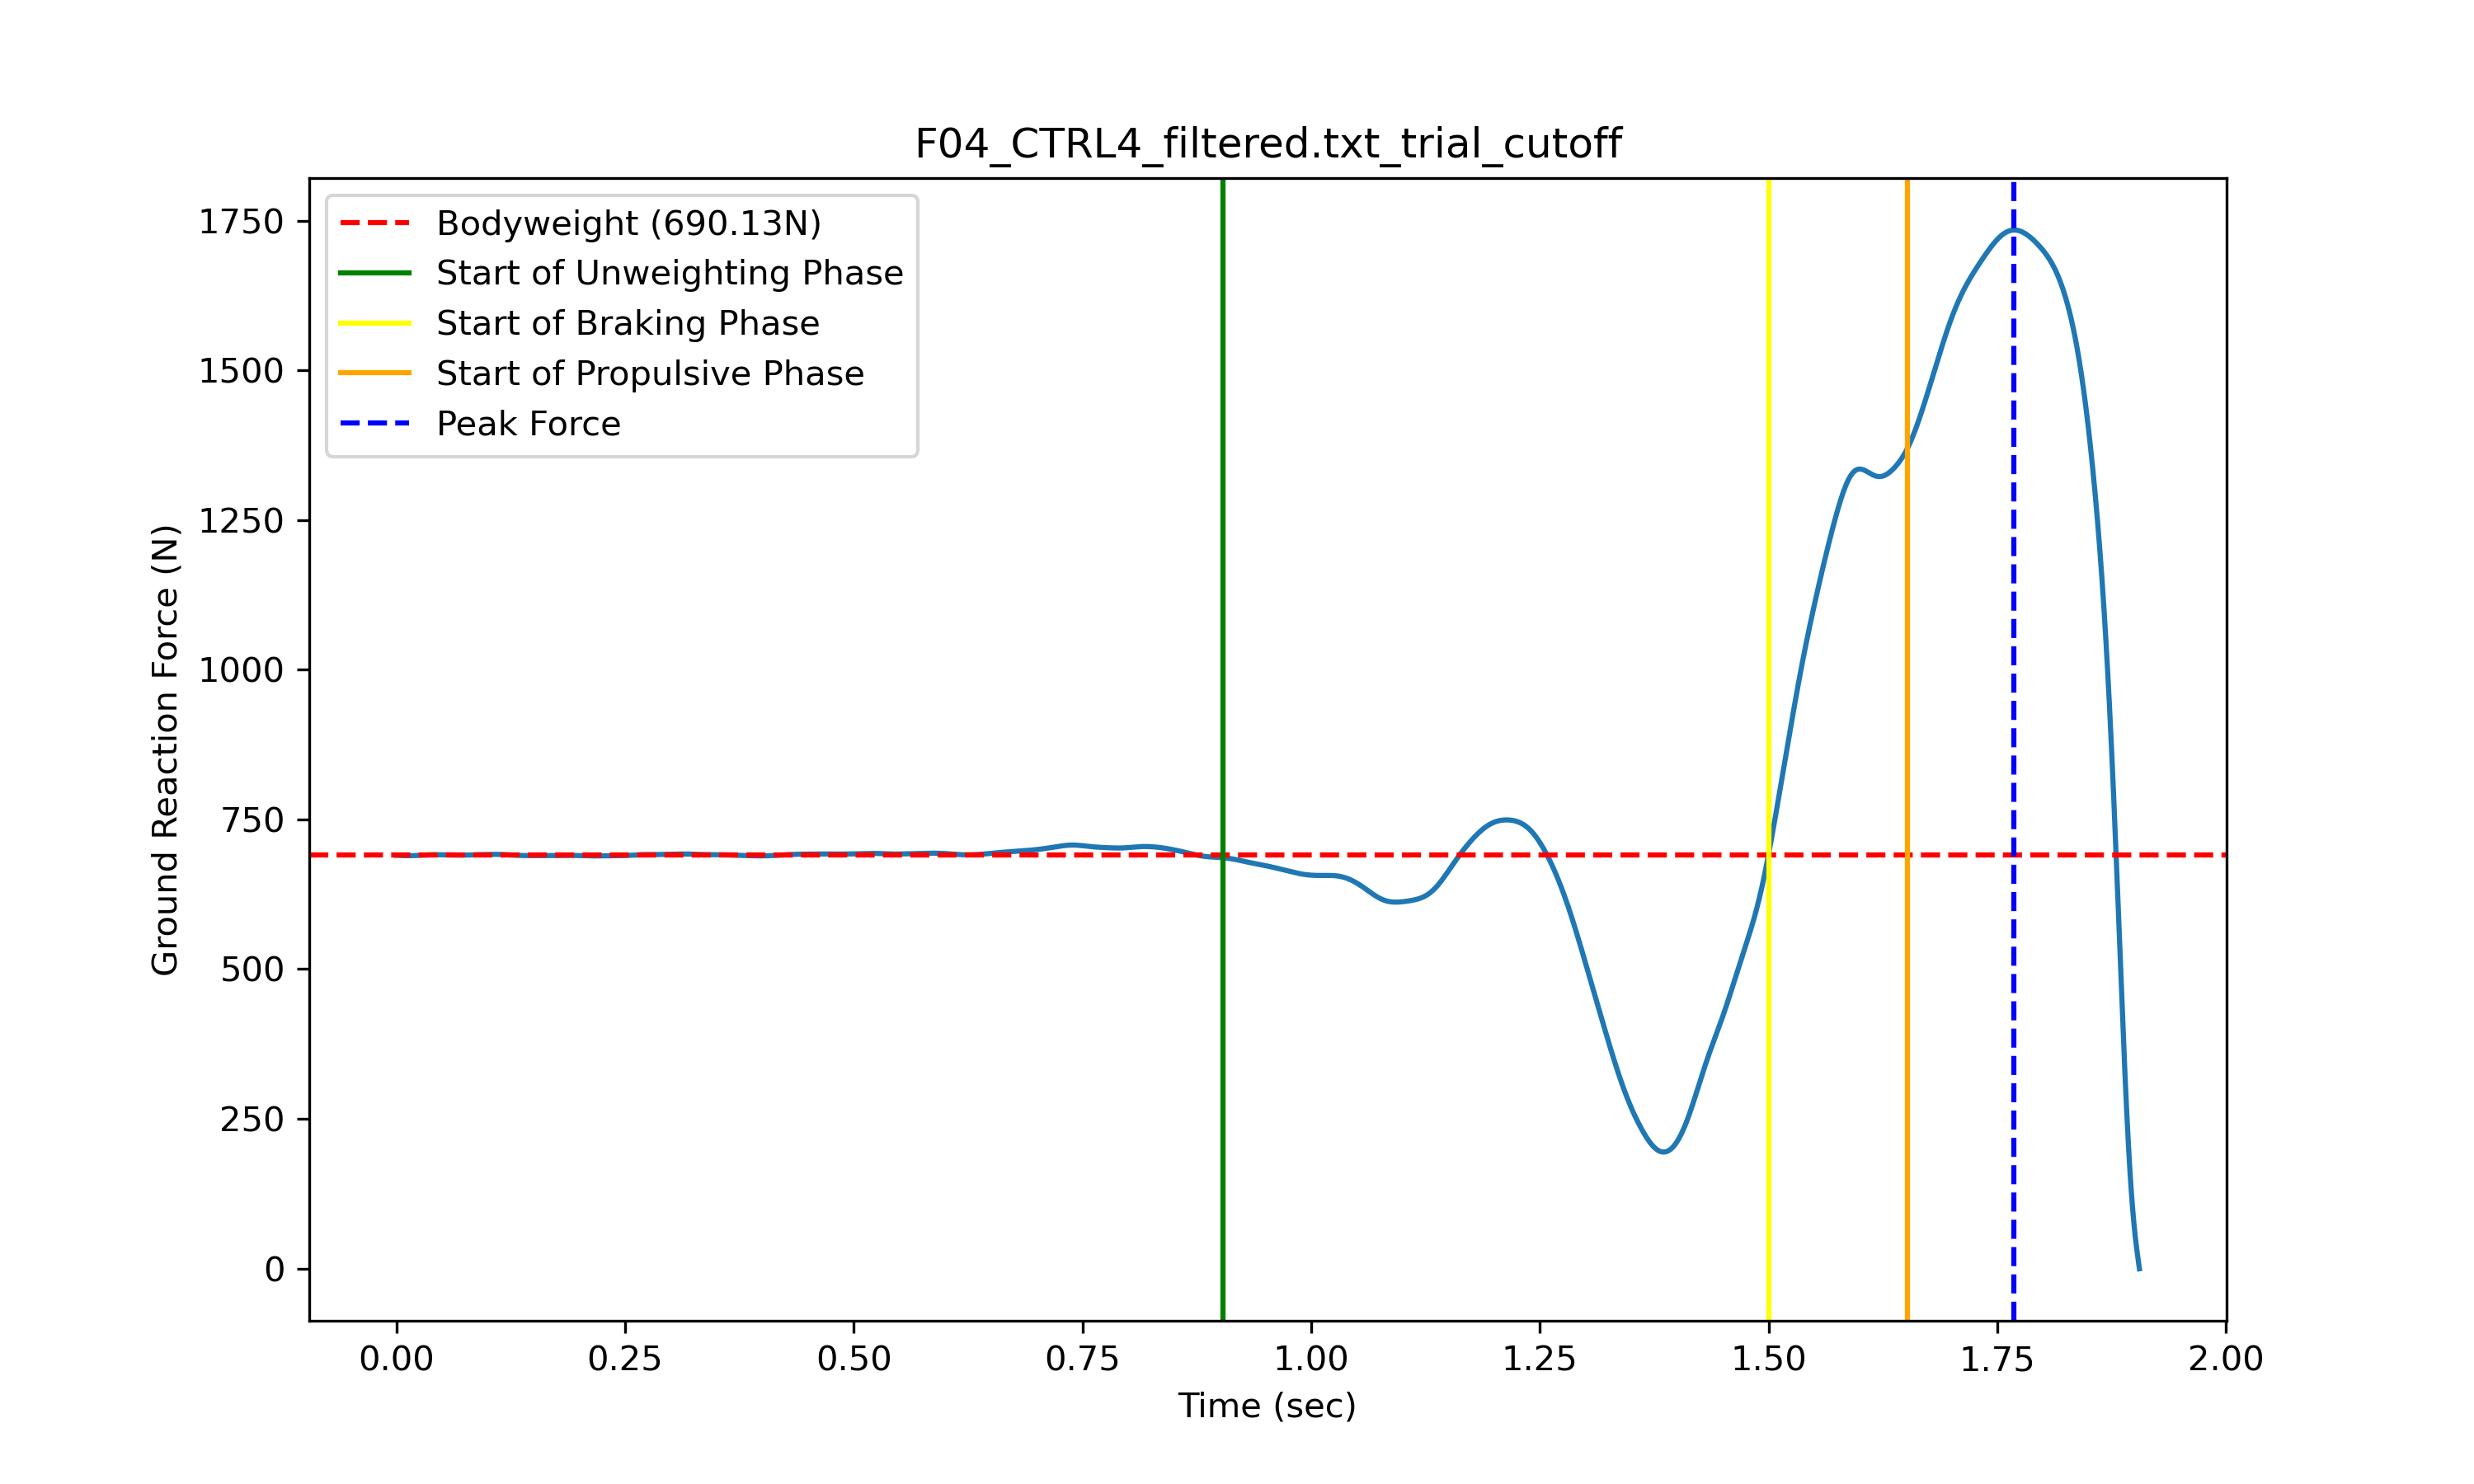 F04_CTRL4_filtered.txt_trial_cutoff
Bodyweight (690.13N)
Start of Unweighting Phase
Start of Braking Phase
Start of Propulsive Phase
Peak Force
Ground Reaction Force (N)
1750
1500
1250
1000
750
500
250
0
0.00 0.25 0.50 0.75 1.00 1.25 1.50 1.75 2.00
Time (sec)